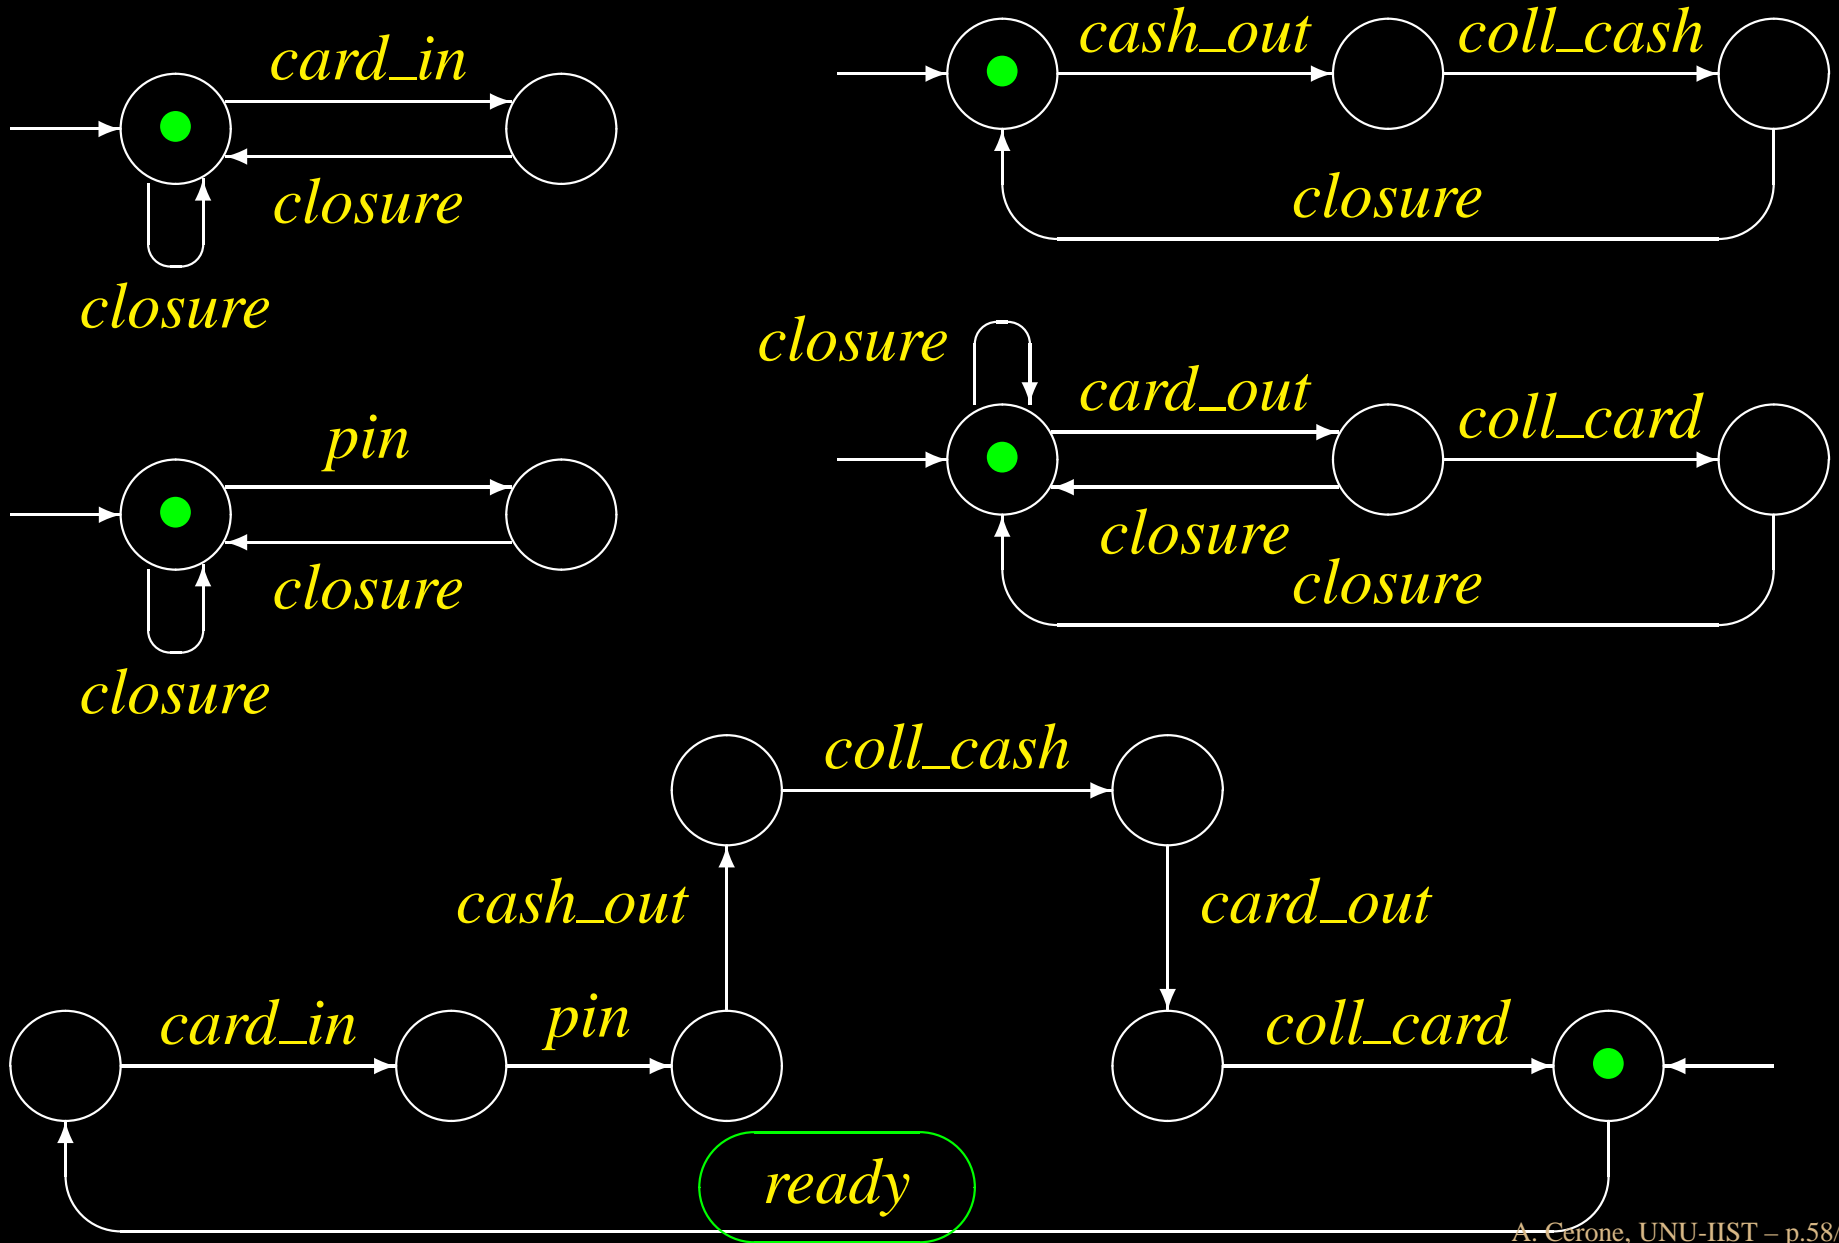 cash_out
coll_cash
card_in
closure
closure
closure
closure
card_out
coll_card
pin
closure
closure
closure
closure
coll_cash
cash_out
card_out
card_in
pin
coll_card
ready
A. Cerone, UNU-IIST – p.58/